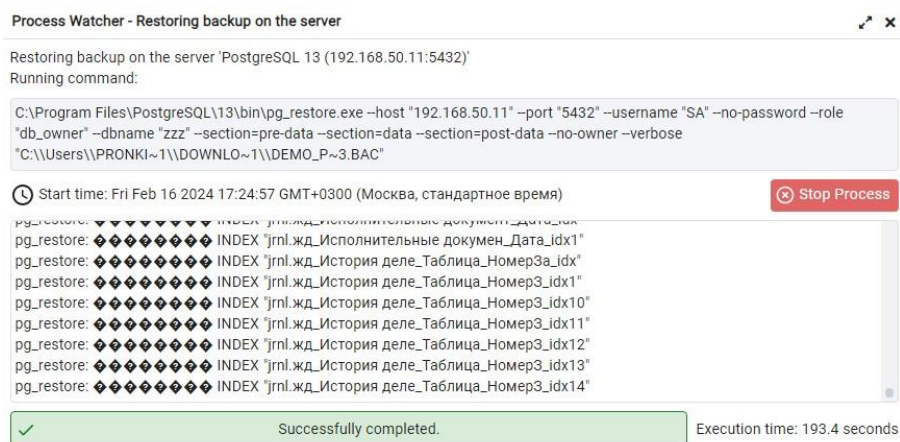 Process Watcher - Restoring backup on the server
Restoring backup on the server 'PostgreSQL 13 (192.168.50.11:5432)'
Running command:
C:\Program Files\PostgreSQL\13\bin\pg_restore.exe --host "192.168.50.11" --port "5432" --username "SA" --no-password --role
"db_owner" --dbname "zzz" --section=pre-data --section=data --section=post-data --no-owner --verbose
"C:\\Users\\PRONKI~1\\DOWNLO~1\\DEMO_P~3.BAC"
Start time: Fri Feb 16 2024 17:24:57 GMT+0300 (Москва, стандартное время)
Stop Process
pg_restore: ��������� INDEX "jrnl.жд_Исполнительные документ_Дата_idx"
pg_restore: ��������� INDEX "jrnl.жд_Исполнительные докумен_Дата_idx1"
pg_restore: ��������� INDEX "jrnl.жд_История деле_Таблица_Номер3а_idx"
pg_restore: ��������� INDEX "jrnl.жд_История деле_Таблица_Номер3_idx1"
pg_restore: ��������� INDEX "jrnl.жд_История деле_Таблица_Номер3_idx10"
pg_restore: ��������� INDEX "jrnl.жд_История деле_Таблица_Номер3_idx11"
pg_restore: ��������� INDEX "jrnl.жд_История деле_Таблица_Номер3_idx12"
pg_restore: ��������� INDEX "jrnl.жд_История деле_Таблица_Номер3_idx13"
pg_restore: ��������� INDEX "jrnl.жд_История деле_Таблица_Номер3_idx14"
Successfully completed.
Execution time: 193.4 seconds